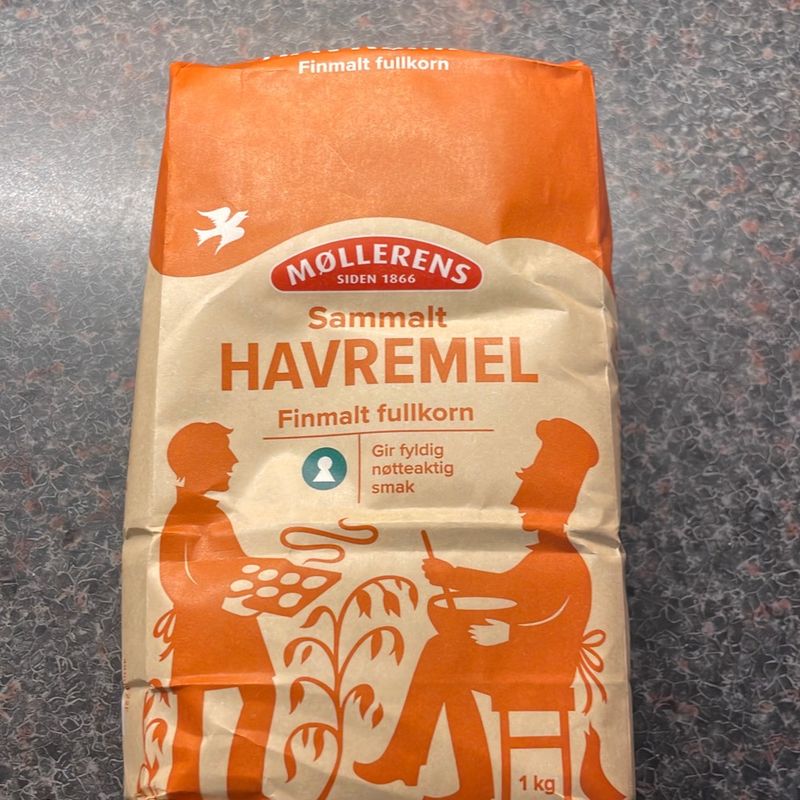 Finmalt fullkorn
MØLLERENS
SIDEN 1866
Sammalt
HAVREMEL
Finmalt fullkorn
Gir fyldig
nøtteaktig
smak
1 kg